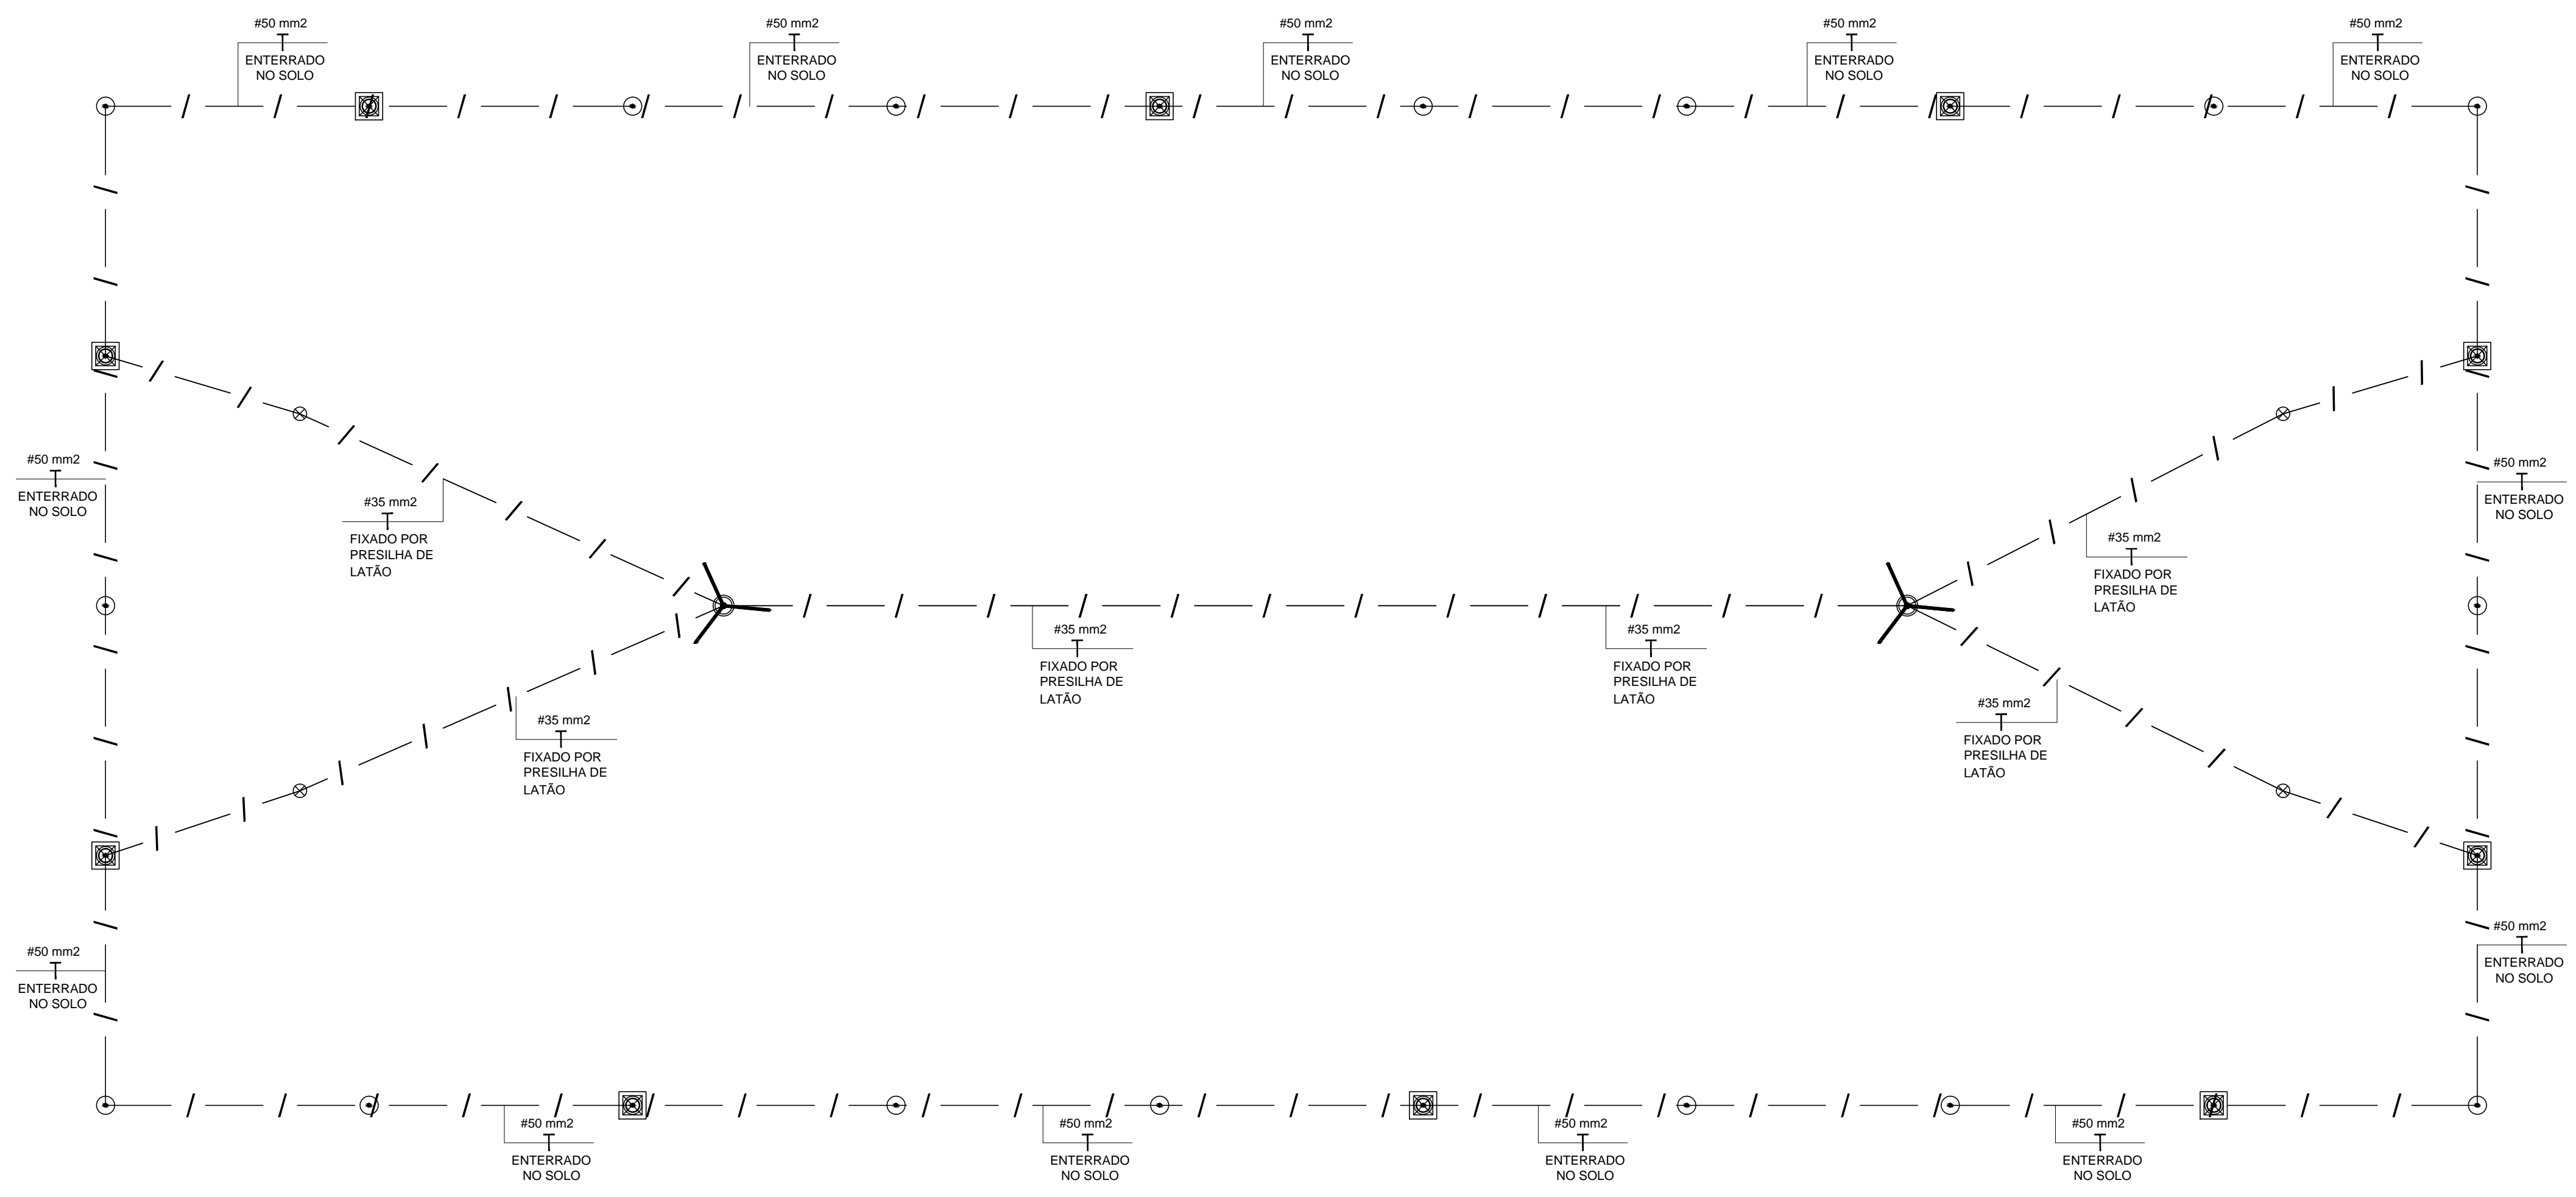 #50 mm2
ENTERRADO
NO SOLO
#50 mm2
ENTERRADO
NO SOLO
#50 mm2
ENTERRADO
NO SOLO
#50 mm2
ENTERRADO
NO SOLO
#50 mm2
ENTERRADO
NO SOLO
#50 mm2
ENTERRADO
NO SOLO
#35 mm2
FIXADO POR
PRESILHA DE
LATÃO
#35 mm2
FIXADO POR
PRESILHA DE
LATÃO
#50 mm2
ENTERRADO
NO SOLO
#35 mm2
FIXADO POR
PRESILHA DE
LATÃO
#35 mm2
FIXADO POR
PRESILHA DE
LATÃO
#35 mm2
FIXADO POR
PRESILHA DE
LATÃO
#35 mm2
FIXADO POR
PRESILHA DE
LATÃO
#50 mm2
ENTERRADO
NO SOLO
#50 mm2
ENTERRADO
NO SOLO
#50 mm2
ENTERRADO
NO SOLO
#50 mm2
ENTERRADO
NO SOLO
#50 mm2
ENTERRADO
NO SOLO
#50 mm2
ENTERRADO
NO SOLO